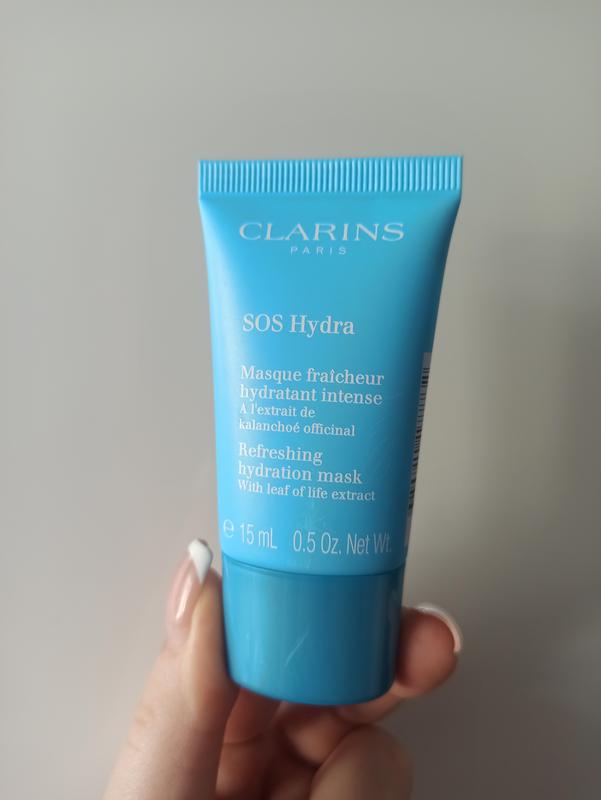 CLARINS
PARIS
SOS Hydra
Masque fraîcheur
hydratant intense
A l'extrait de
kalanchoé officinal
Refreshing
hydration mask
With leaf of life extract
℮ 15 mL 0.5 Oz. Net Wt.